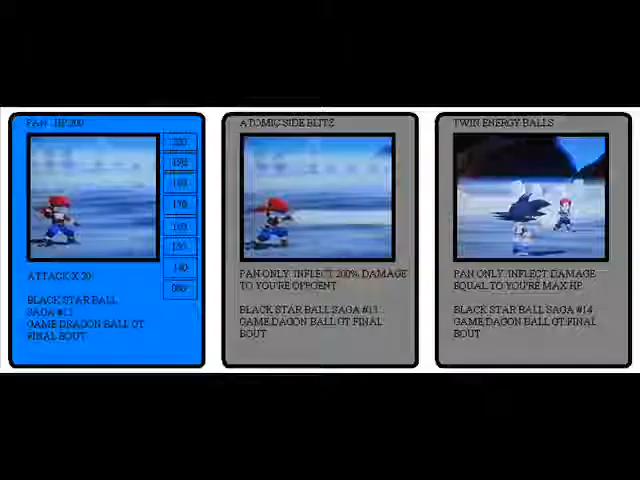 PAN HP 200
200
190
180
170
160
150
140
ATTACK X 20
BLACK STAR BALL
SAGA #13
GAME DRAGON BALL GT
FINAL BOUT
ATOMIC SIDE BLITZ
PAN ONLY. INFLECT 200% DAMAGE
TO YOU'RE OPPOENT
BLACK STAR BALL SAGA #13
GAME:DAGON BALL GT FINAL
BOUT
TWIN ENERGY BALLS
PAN ONLY. INFLECT DAMAGE
EQUAL TO YOU'RE MAX HP
BLACK STAR BALL SAGA #14
GAME:DAGON BALL GT FINAL
BOUT